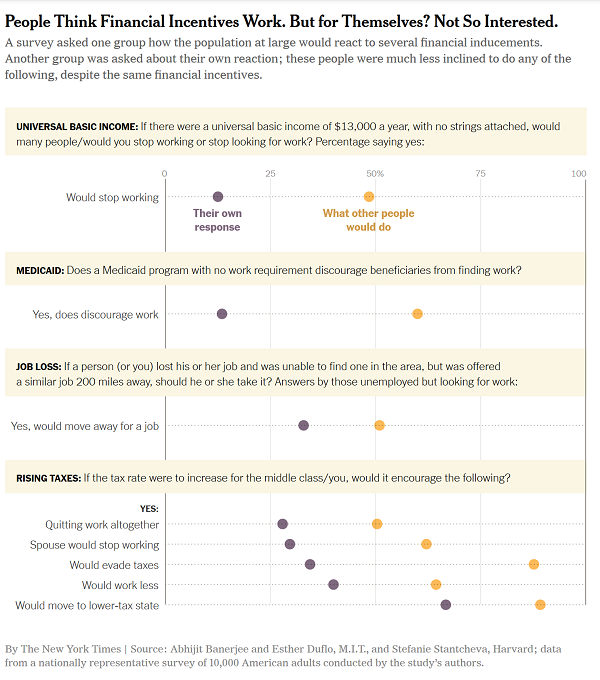 People Think Financial Incentives Work. But for Themselves? Not So Interested.
A survey asked one group how the population at large would react to several financial inducements.
Another group was asked about their own reaction; these people were much less inclined to do any of the
following, despite the same financial incentives.
UNIVERSAL BASIC INCOME: If there were a universal basic income of $13,000 a year, with no strings attached, would
many people/would you stop working or stop looking for work? Percentage saying yes:
0 25 50% 75 100
Would stop working
Their own What other people
response would do
MEDICAID: Does a Medicaid program with no work requirement discourage beneficiaries from finding work?
Yes, does discourage work
JOB LOSS: If a person (or you) lost his or her job and was unable to find one in the area, but was offered
a similar job 200 miles away, should he or she take it? Answers by those unemployed but looking for work:
Yes, would move away for a job
RISING TAXES: If the tax rate were to increase for the middle class/you, would it encourage the following?
YES:
Quitting work altogether
Spouse would stop working
Would evade taxes
Would work less
Would move to lower-tax state
By The New York Times | Source: Abhijit Banerjee and Esther Duflo, M.I.T., and Stefanie Stantcheva, Harvard; data
from a nationally representative survey of 10,000 American adults conducted by the study's authors.